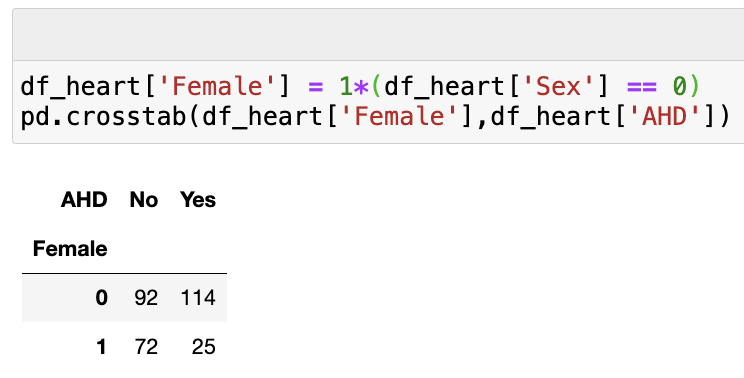 df_heart['Female'] = 1*(df_heart['Sex'] == 0)
pd.crosstab(df_heart['Female'],df_heart['AHD'])
AHD No Yes
Female
0 92 114
1 72 25